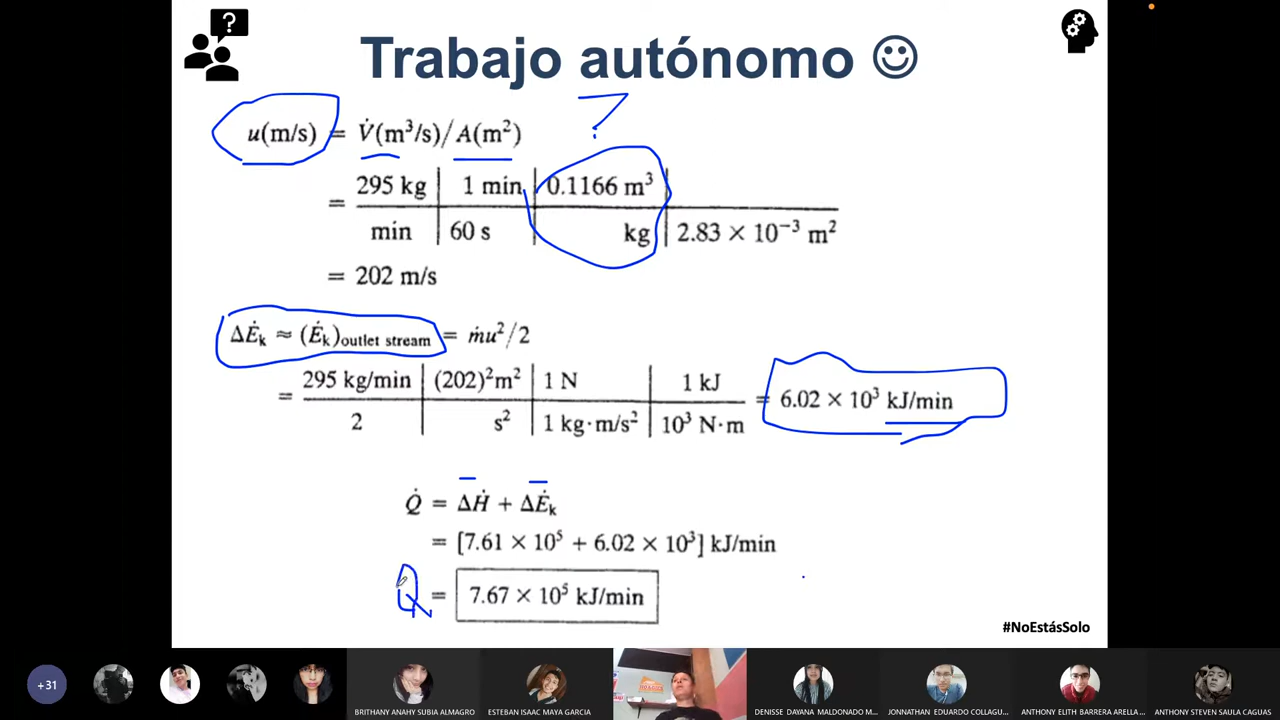 Trabajo autónomo ☺
?
u(m/s) = V̇(m³/s)/A(m²)
= 295 kg | 1 min | 0.1166 m³ |
min | 60 s | kg | 2.83 × 10⁻³ m²
= 202 m/s
ΔĖk ≈ (Ėk)outlet stream = ṁu²/2
= 295 kg/min | (202)²m² | 1 N | 1 kJ = 6.02 × 10³ kJ/min
2 | s² | 1 kg·m/s² | 10³ N·m
Q̇ = ΔḢ + ΔĖk
= [7.61 × 10⁵ + 6.02 × 10³] kJ/min
Q = 7.67 × 10⁵ kJ/min
#NoEstásSolo
+31
BRITHANY ANAHY SUBIA ALMAGRO
ESTEBAN ISAAC MAYA GARCIA
DENISSE DAYANA MALDONADO M...
JONNATHAN EDUARDO COLLAGU...
ANTHONY ELITH BARRERA ARELLA...
ANTHONY STEVEN SAULA CAGUAS